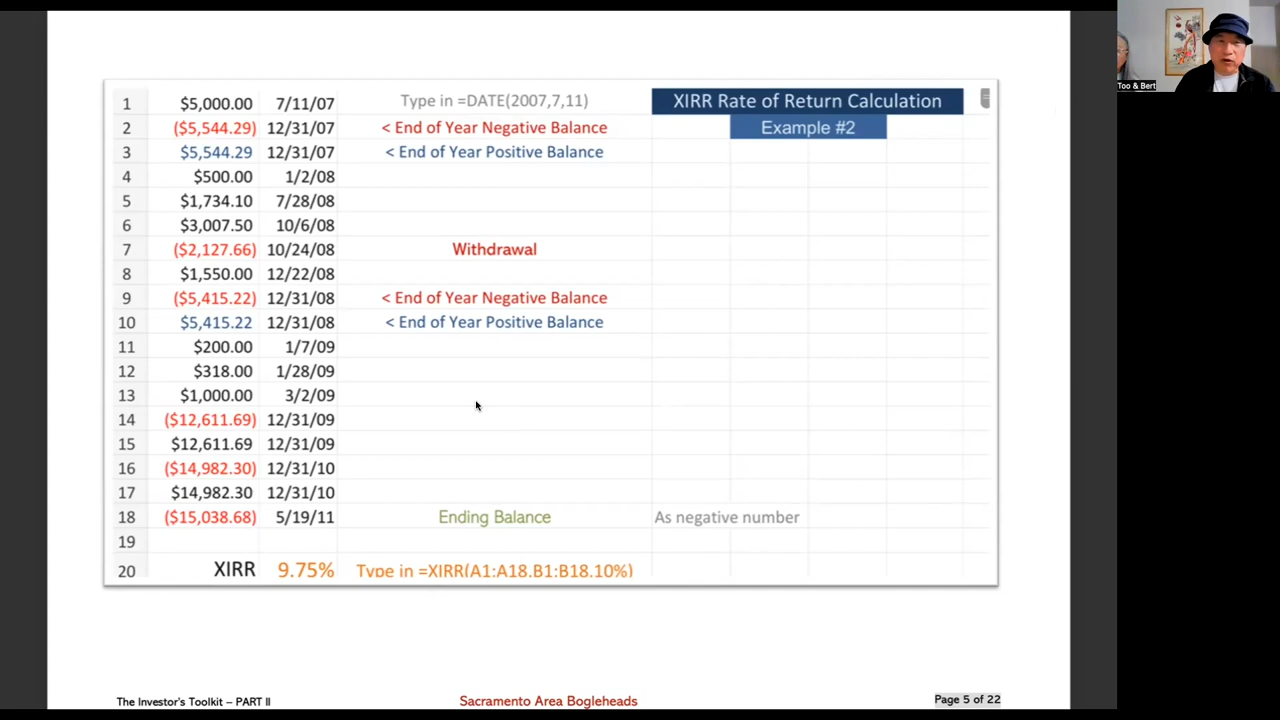 1 $5,000.00 7/11/07 Type in =DATE(2007,7,11) XIRR Rate of Return Calculation
2 ($5,544.29) 12/31/07 < End of Year Negative Balance Example #2
3 $5,544.29 12/31/07 < End of Year Positive Balance
4 $500.00 1/2/08
5 $1,734.10 7/28/08
6 $3,007.50 10/6/08
7 ($2,127.66) 10/24/08 Withdrawal
8 $1,550.00 12/22/08
9 ($5,415.22) 12/31/08 < End of Year Negative Balance
10 $5,415.22 12/31/08 < End of Year Positive Balance
11 $200.00 1/7/09
12 $318.00 1/28/09
13 $1,000.00 3/2/09
14 ($12,611.69) 12/31/09
15 $12,611.69 12/31/09
16 ($14,982.30) 12/31/10
17 $14,982.30 12/31/10
18 ($15,038.68) 5/19/11 Ending Balance As negative number
19
20 XIRR 9.75% Type in =XIRR(A1:A18.B1:B18.10%)
The Investor's Toolkit – PART II Sacramento Area Bogleheads Page 5 of 22
Too & Bert